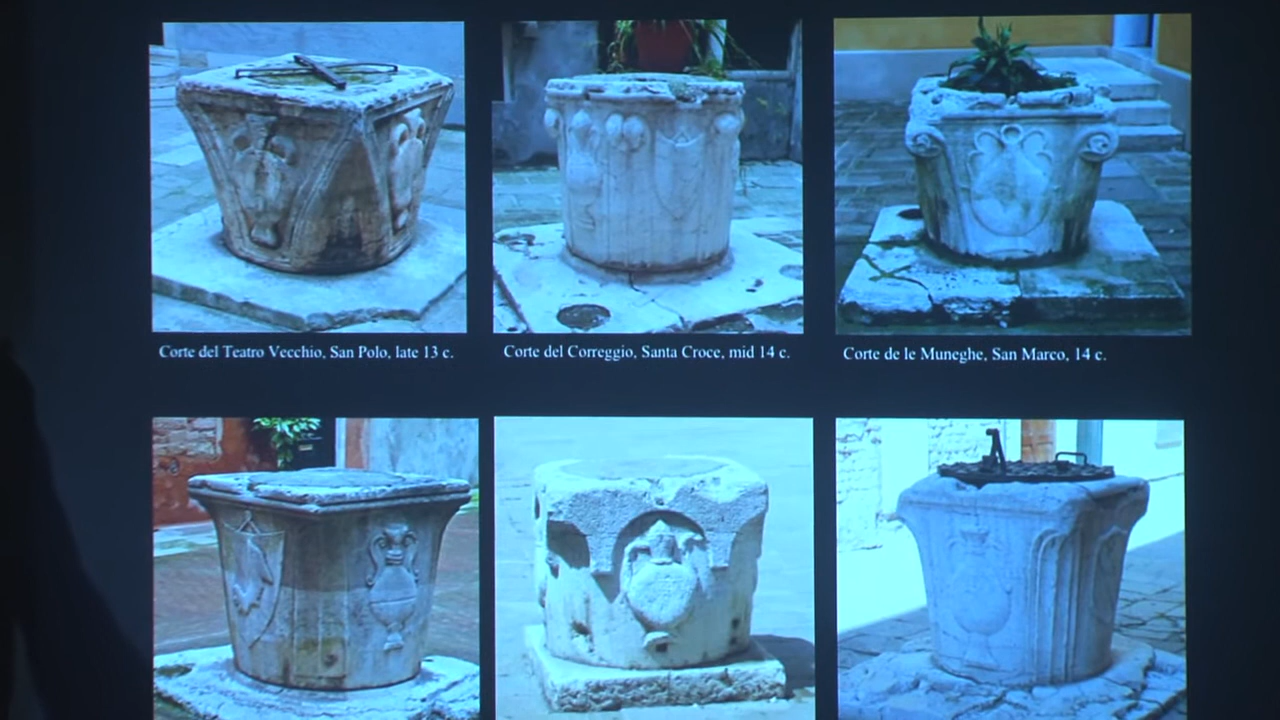 Corte del Teatro Vecchio, San Polo, late 13 c.
Corte del Correggio, Santa Croce, mid 14 c.
Corte de le Muneghe, San Marco, 14 c.